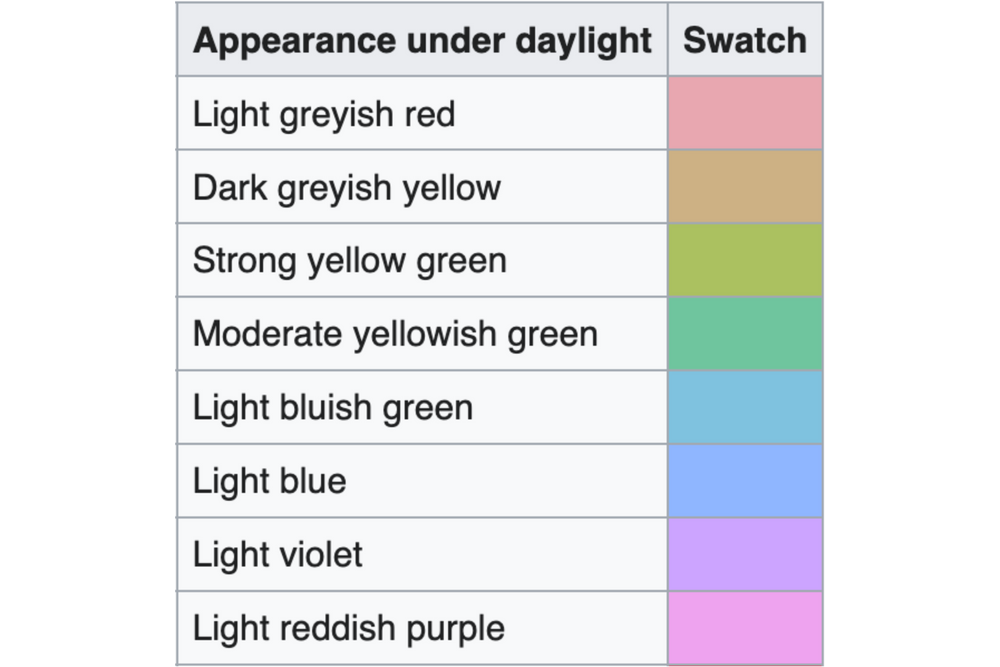 Appearance under daylight Swatch
Light greyish red
Dark greyish yellow
Strong yellow green
Moderate yellowish green
Light bluish green
Light blue
Light violet
Light reddish purple